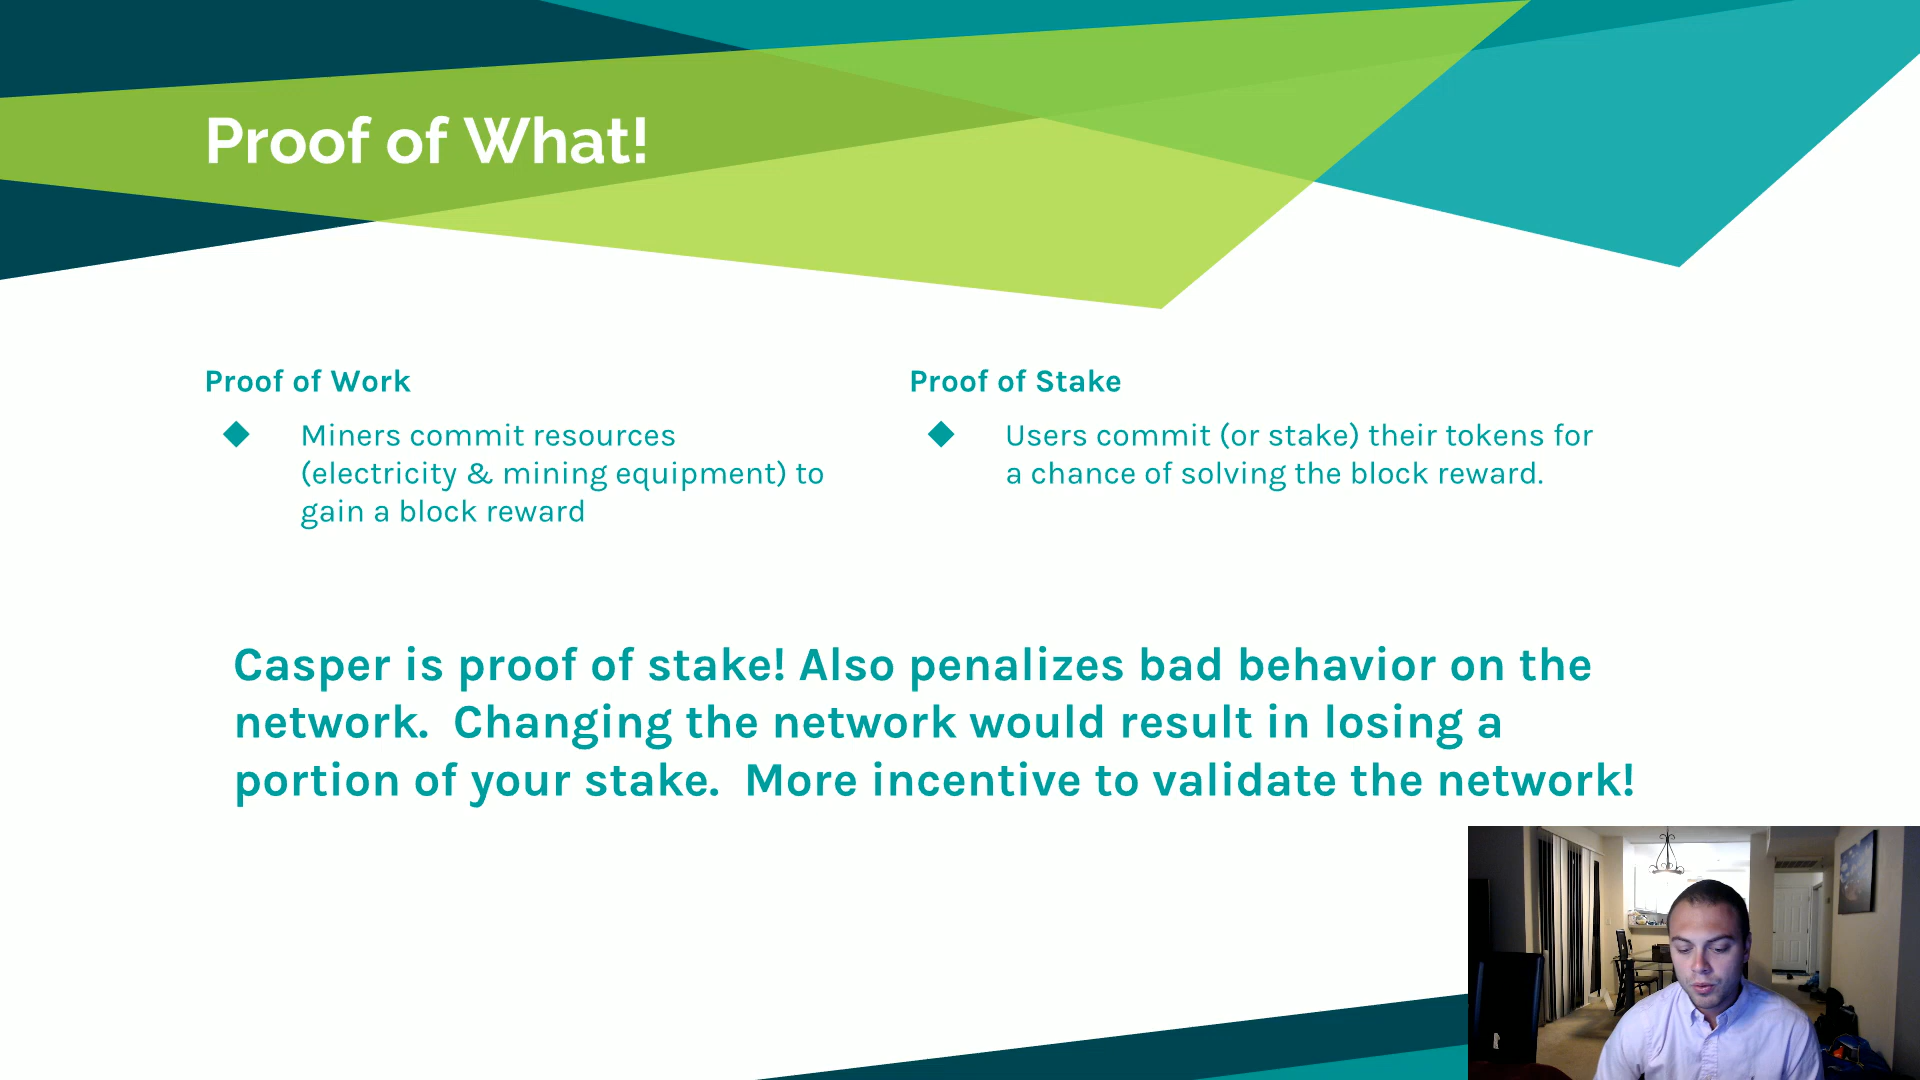 Proof of What!
Proof of Work
Miners commit resources
(electricity & mining equipment) to
gain a block reward
Proof of Stake
Users commit (or stake) their tokens for
a chance of solving the block reward.
Casper is proof of stake! Also penalizes bad behavior on the
network.  Changing the network would result in losing a
portion of your stake.  More incentive to validate the network!